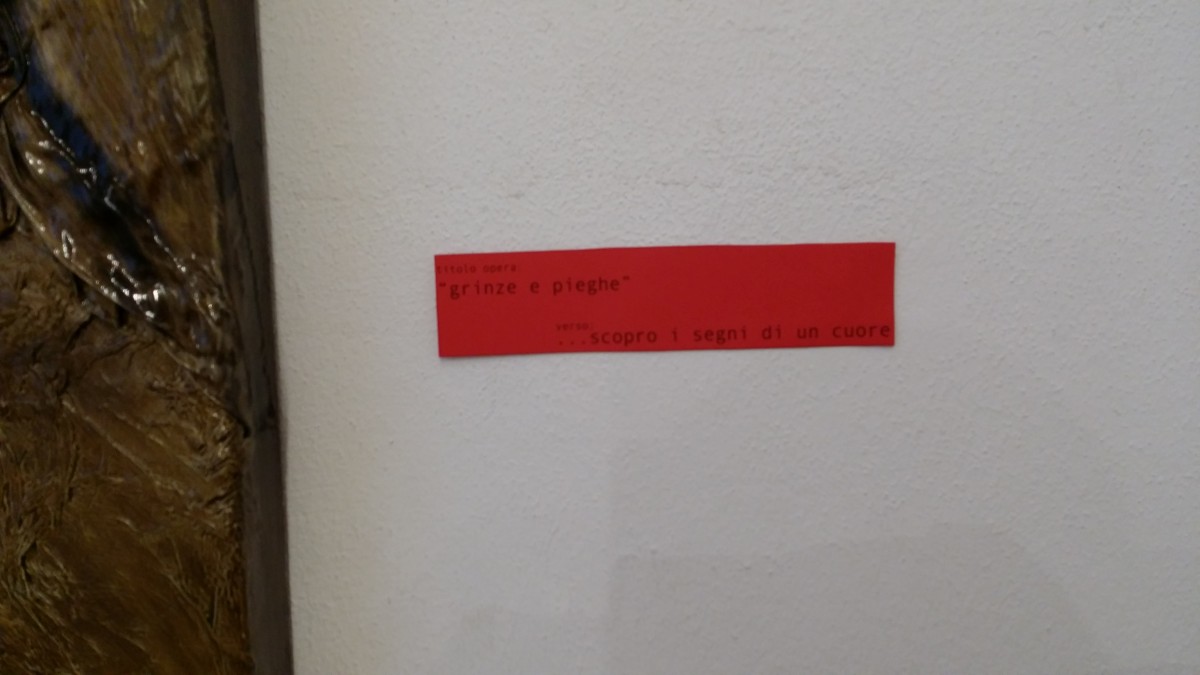 titolo opera:
"grinze e pieghe"
verso:
...scopro i segni di un cuore